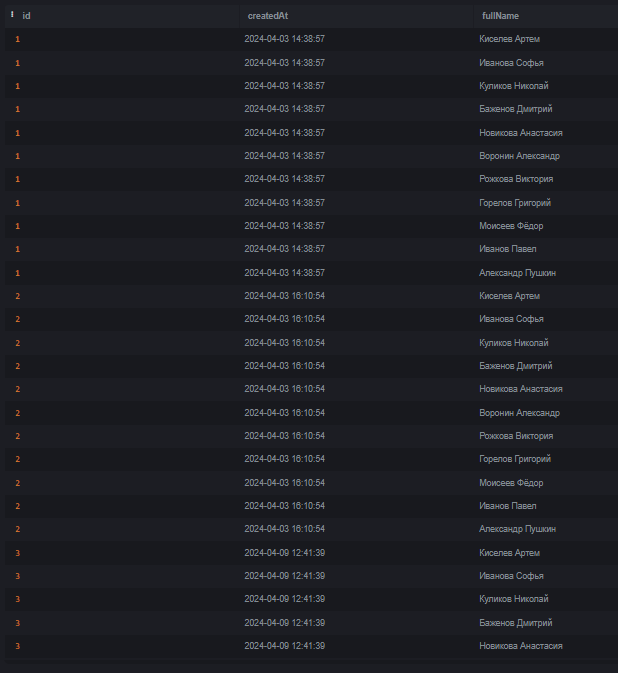 ! id createdAt fullName
1 2024-04-03 14:38:57 Киселев Артем
1 2024-04-03 14:38:57 Иванова Софья
1 2024-04-03 14:38:57 Куликов Николай
1 2024-04-03 14:38:57 Баженов Дмитрий
1 2024-04-03 14:38:57 Новикова Анастасия
1 2024-04-03 14:38:57 Воронин Александр
1 2024-04-03 14:38:57 Рожкова Виктория
1 2024-04-03 14:38:57 Горелов Григорий
1 2024-04-03 14:38:57 Моисеев Фёдор
1 2024-04-03 14:38:57 Иванов Павел
1 2024-04-03 14:38:57 Александр Пушкин
2 2024-04-03 16:10:54 Киселев Артем
2 2024-04-03 16:10:54 Иванова Софья
2 2024-04-03 16:10:54 Куликов Николай
2 2024-04-03 16:10:54 Баженов Дмитрий
2 2024-04-03 16:10:54 Новикова Анастасия
2 2024-04-03 16:10:54 Воронин Александр
2 2024-04-03 16:10:54 Рожкова Виктория
2 2024-04-03 16:10:54 Горелов Григорий
2 2024-04-03 16:10:54 Моисеев Фёдор
2 2024-04-03 16:10:54 Иванов Павел
2 2024-04-03 16:10:54 Александр Пушкин
3 2024-04-09 12:41:39 Киселев Артем
3 2024-04-09 12:41:39 Иванова Софья
3 2024-04-09 12:41:39 Куликов Николай
3 2024-04-09 12:41:39 Баженов Дмитрий
3 2024-04-09 12:41:39 Новикова Анастасия